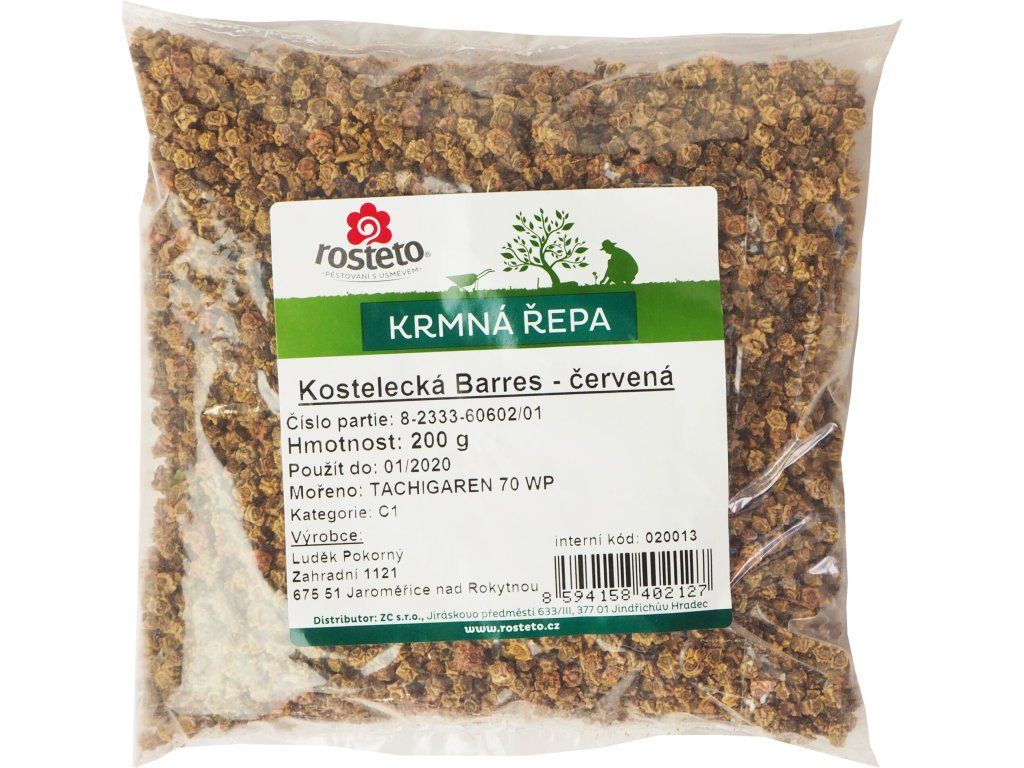 rosteto®
•PĚSTOVÁNÍ S ÚSMĚVEM•
KRMNÁ ŘEPA
Kostelecká Barres - červená
Číslo partie: 8-2333-60602/01
Hmotnost: 200 g
Použít do: 01/2020
Mořeno: TACHIGAREN 70 WP
Kategorie: C1
Výrobce:
Luděk Pokorný
Zahradní 1121
675 51 Jaroměřice nad Rokytnou
interní kód: 020013
8 594158 402127
Distributor: ZC s.r.o., Jiráskovo předměstí 633/III, 377 01 Jindřichův Hradec
www.rosteto.cz